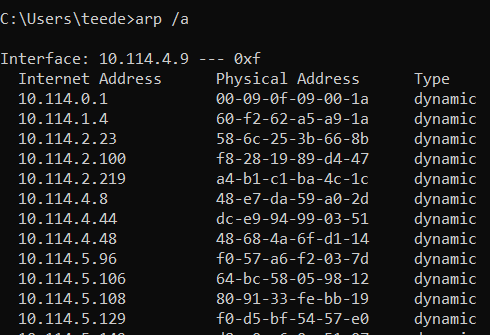 C:\Users\teede>arp /a
Interface: 10.114.4.9 --- 0xf
Internet Address Physical Address Type
10.114.0.1 00-09-0f-09-00-1a dynamic
10.114.1.4 60-f2-62-a5-a9-1a dynamic
10.114.2.23 58-6c-25-3b-66-8b dynamic
10.114.2.100 f8-28-19-89-d4-47 dynamic
10.114.2.219 a4-b1-c1-ba-4c-1c dynamic
10.114.4.8 48-e7-da-59-a0-2d dynamic
10.114.4.44 dc-e9-94-99-03-51 dynamic
10.114.4.48 48-68-4a-6f-d1-14 dynamic
10.114.5.96 f0-57-a6-f2-03-7d dynamic
10.114.5.106 64-bc-58-05-98-12 dynamic
10.114.5.108 80-91-33-fe-bb-19 dynamic
10.114.5.129 f0-d5-bf-54-57-e0 dynamic